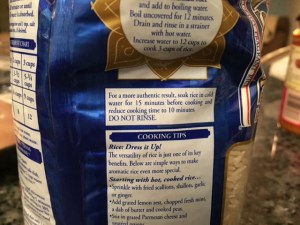 and add to boiling water.
Boil uncovered for 12 minutes.
Drain and rinse in a strainer
with hot water.
Increase water to 12 cups to
cook 3 cups of rice.
For a more authentic result, soak rice in cold
water for 15 minutes before cooking and
reduce cooking time to 10 minutes.
DO NOT RINSE.
COOKING TIPS
Rice: Dress it Up!
The versatility of rice is just one of its key
benefits. Below are simple ways to make
aromatic rice even more special.
Starting with hot, cooked rice…
•Sprinkle with fried scallions, shallots, garlic
or ginger.
•Add grated lemon zest, chopped fresh mint,
a dab of butter and cooked peas.
•Stir in grated Parmesan cheese and